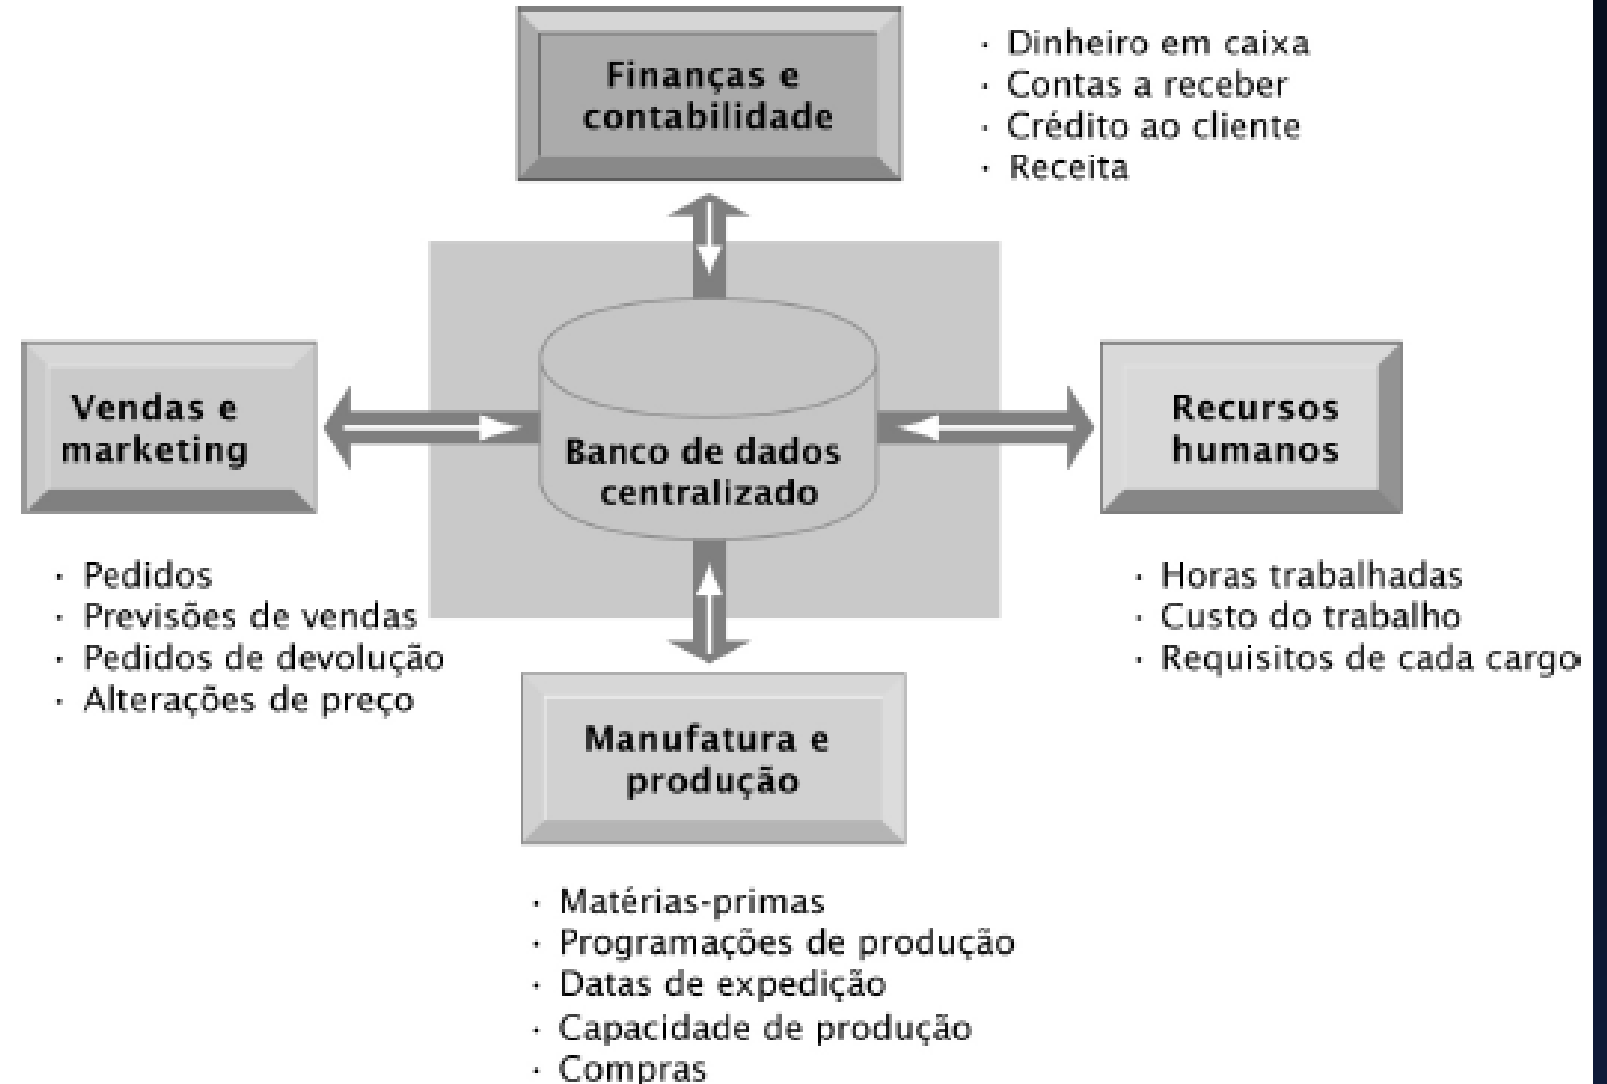 Finanças e
contabilidade
· Dinheiro em caixa
· Contas a receber
· Crédito ao cliente
· Receita
Vendas e
marketing
Banco de dados
centralizado
Recursos
humanos
· Pedidos
· Previsões de vendas
· Pedidos de devolução
· Alterações de preço
· Horas trabalhadas
· Custo do trabalho
· Requisitos de cada cargo
Manufatura e
produção
· Matérias-primas
· Programações de produção
· Datas de expedição
· Capacidade de produção
· Compras